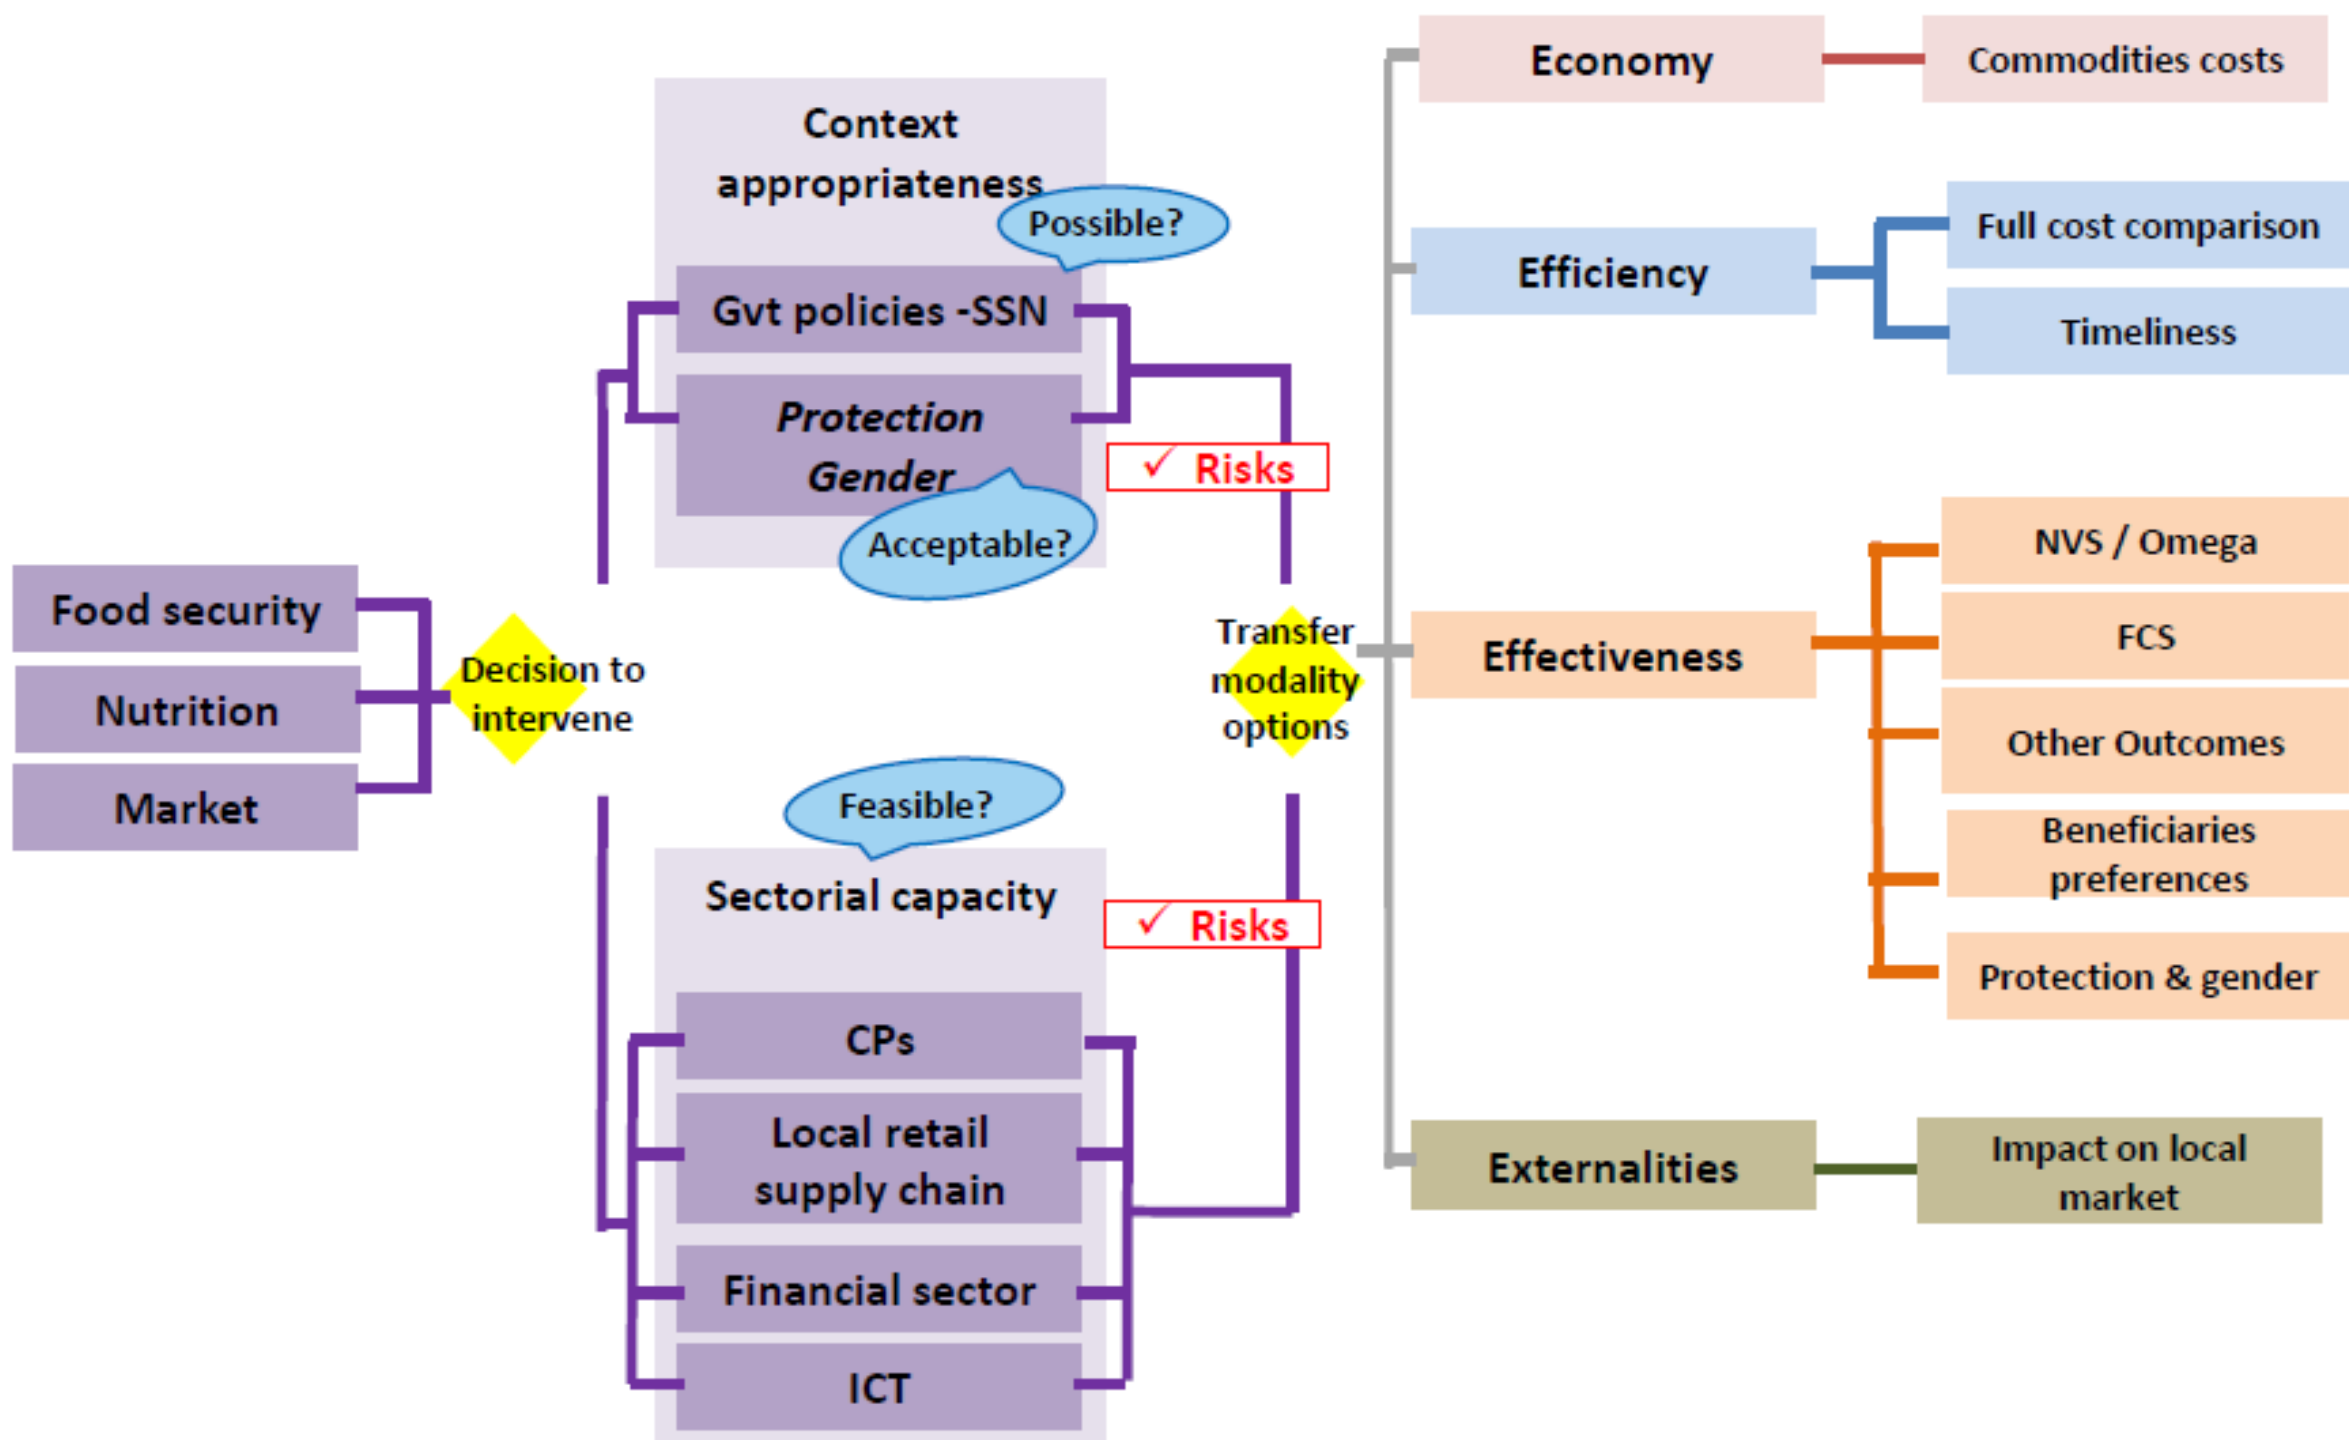 Food security
Nutrition
Market
Decision to
intervene
Context
appropriateness
Possible?
Gvt policies -SSN
Protection
Gender
Acceptable?
✓ Risks
Feasible?
Sectorial capacity
✓ Risks
CPs
Local retail
supply chain
Financial sector
ICT
Transfer
modality
options
Economy
Commodities costs
Efficiency
Full cost comparison
Timeliness
Effectiveness
NVS / Omega
FCS
Other Outcomes
Beneficiaries
preferences
Protection & gender
Externalities
Impact on local
market